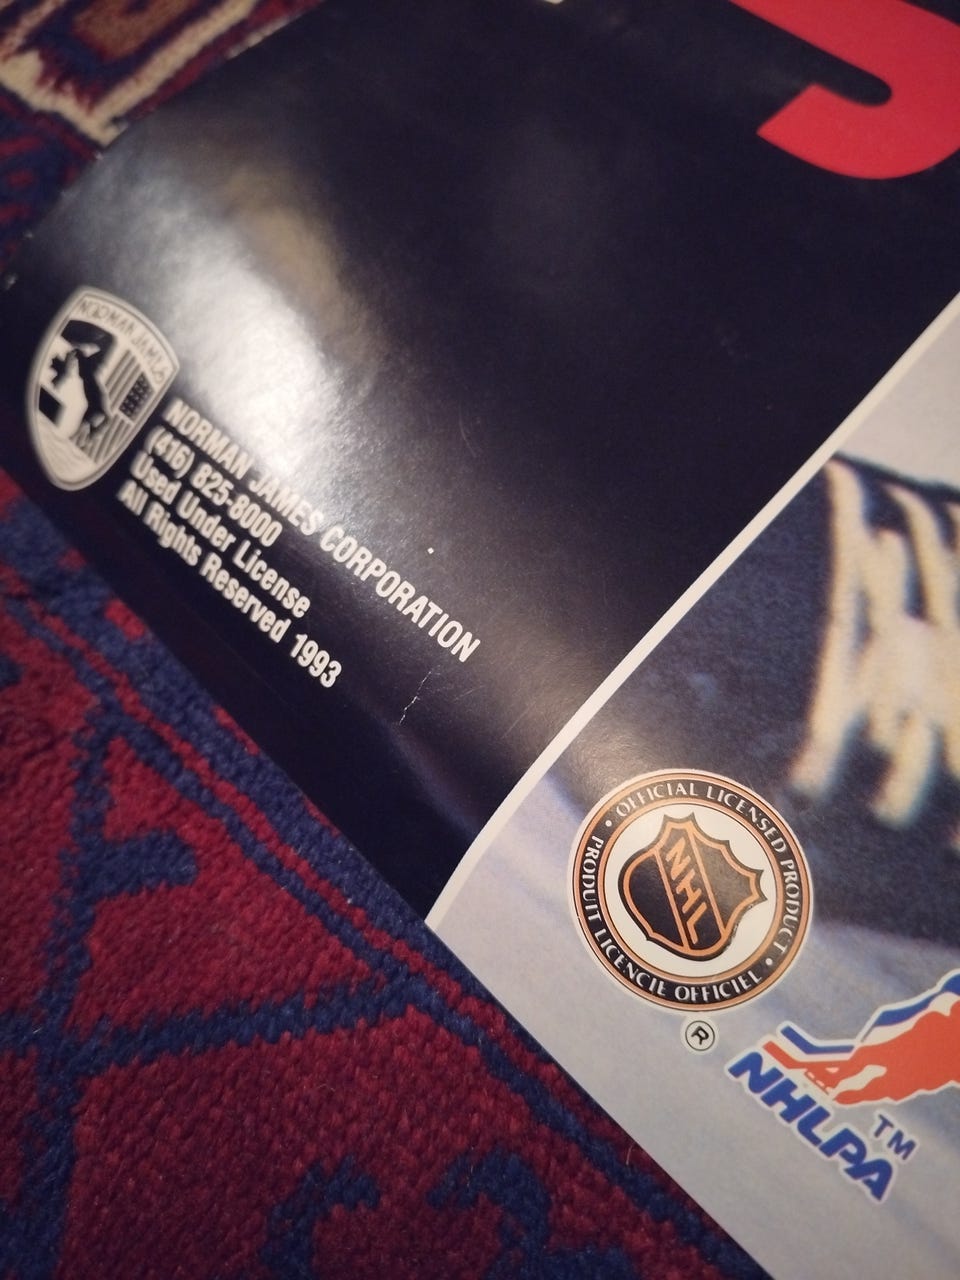 J
NORMAN JAMES
NORMAN JAMES CORPORATION
(416) 825-8000
Used Under License
All Rights Reserved 1993
• OFFICIAL LICENSED PRODUCT •
NHL
PRODUIT LICENCIE OFFICIEL
®
NHLPA
TM